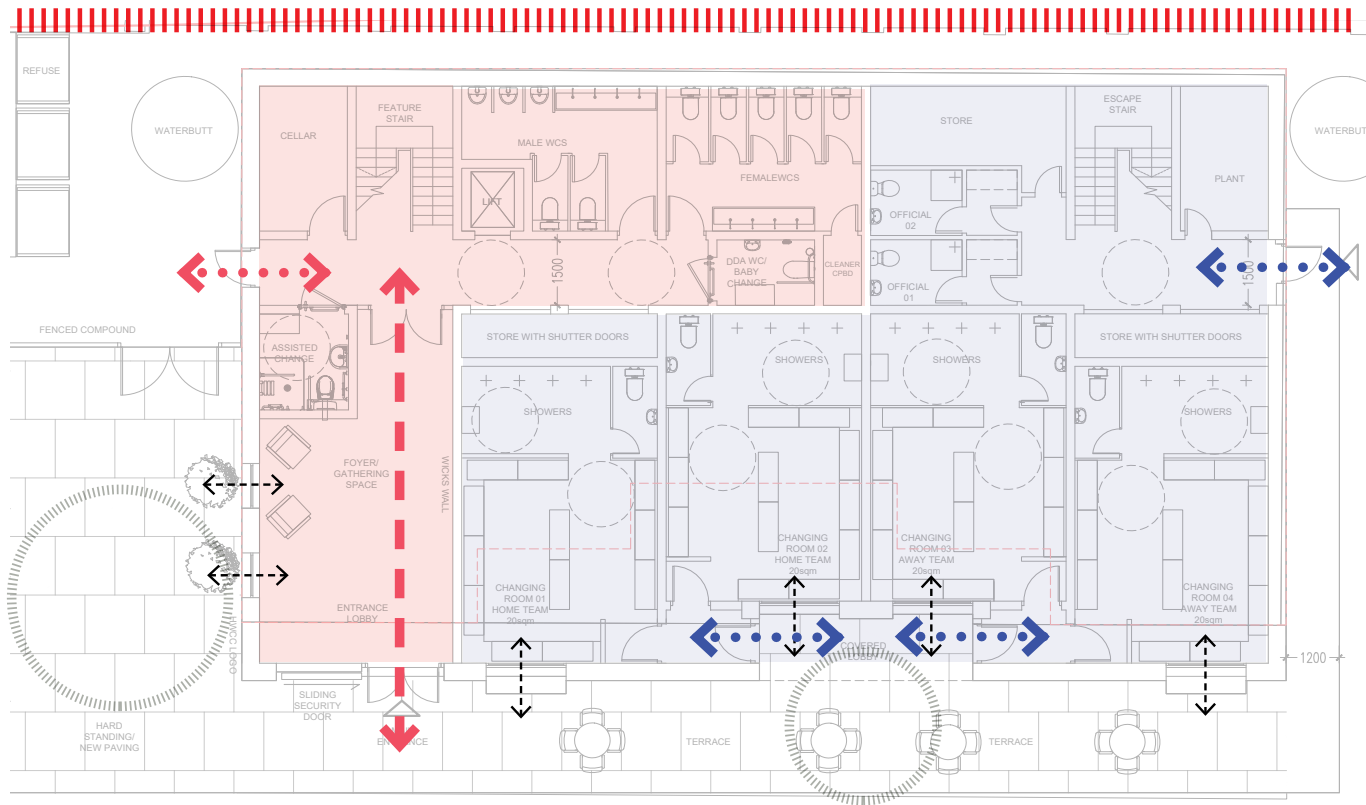 REFUSE
WATERBUTT
CELLAR
FEATURE
STAIR
MALE WCS
LIFT
FEMALEWCS
STORE
ESCAPE
STAIR
PLANT
WATERBUT
OFFICIAL
02
OFFICIAL
01
1500
DDA WC/
BABY
CHANGE
CLEANER
CPBD
1500
FENCED COMPOUND
ASSISTED
CHANGE
STORE WITH SHUTTER DOORS
SHOWERS
SHOWERS
STORE WITH SHUTTER DOORS
SHOWERS
SHOWERS
FOYER/
GATHERING
SPACE
WICKS WALL
CHANGING
ROOM 01
HOME TEAM
20sqm
CHANGING
ROOM 02
HOME TEAM
20sqm
CHANGING
ROOM 03
AWAY TEAM
20sqm
CHANGING
ROOM 04
AWAY TEAM
20sqm
ENTRANCE
LOBBY
COVERED
LOBBY
LOGO
1200
SLIDING
SECURITY
DOOR
HARD
STANDING/
NEW PAVING
ENTRANCE
TERRACE
TERRACE